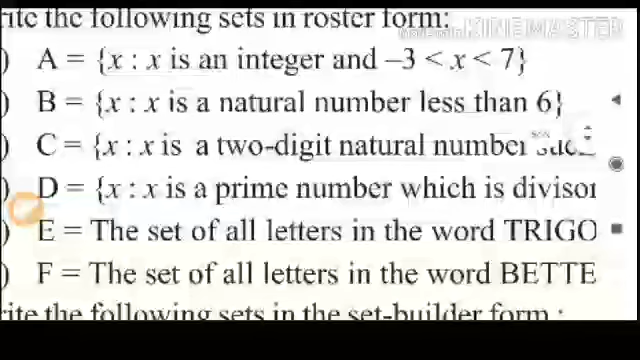 rite the following sets in roster form:
) A = {x : x is an integer and –3 < x < 7}
) B = {x : x is a natural number less than 6}
) C = {x : x is a two-digit natural number
) D = {x : x is a prime number which is divisor
) E = The set of all letters in the word TRIGO
) F = The set of all letters in the word BETTE
rite the following sets in the set-builder form :
KINEMASTER